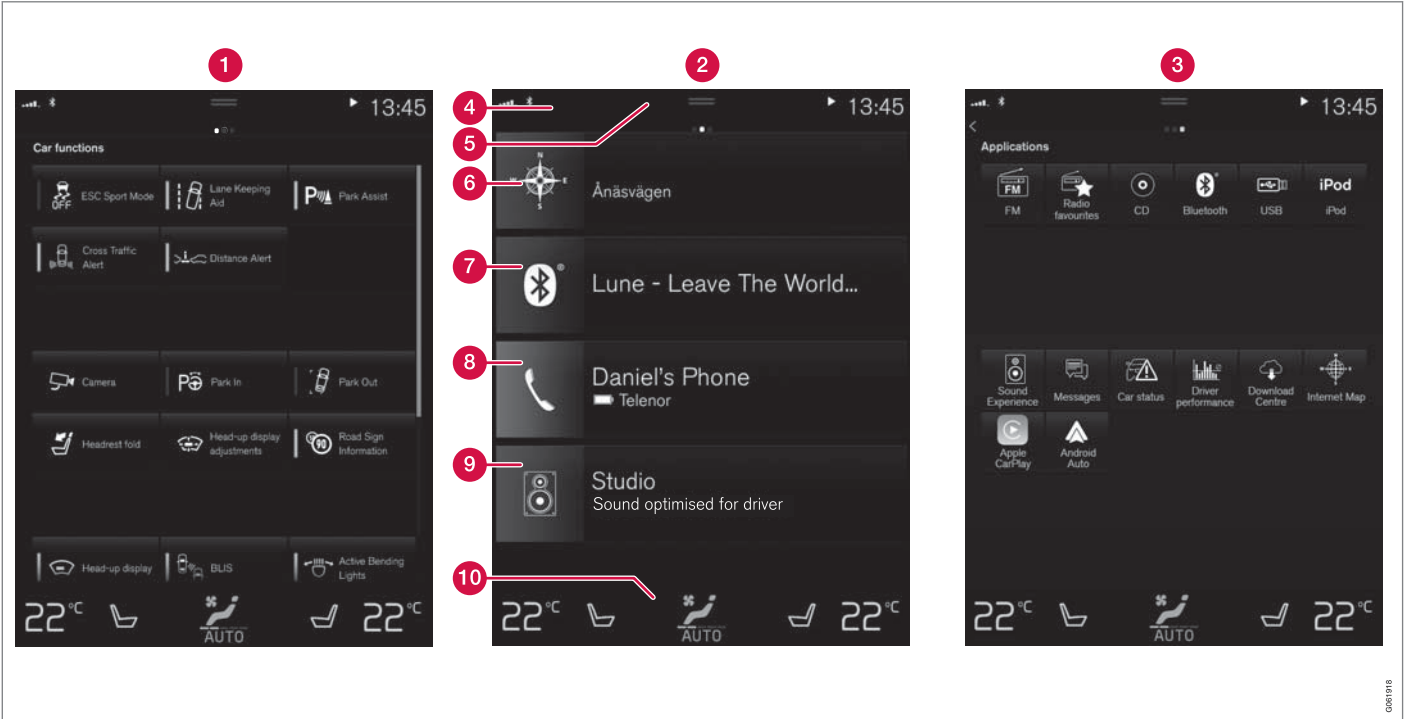 1
2
3
13:45
Car functions
ESC Sport Mode
OFF
Lane Keeping
Aid
P
Park Assist
Cross Traffic
Alert
Distance Alert
Camera
P
Park In
Park Out
Headrest fold
Head-up display
adjustments
90
Road Sign
Information
Head-up display
BLIS
Active Bending
Lights
22°C
AUTO
22°C
4
13:45
5
6
N
W
E
S
Ånäsvägen
7
Lune - Leave The World...
8
Daniel's Phone
Telenor
9
Studio
Sound optimised for driver
10
22°C
AUTO
22°C
13:45
Applications
FM
FM
Radio
favourites
CD
Bluetooth
USB
iPod
iPod
Sound
Experience
Messages
Car status
Driver
performance
Download
Centre
Internet Map
Apple
CarPlay
Android
Auto
22°C
AUTO
22°C
G061918